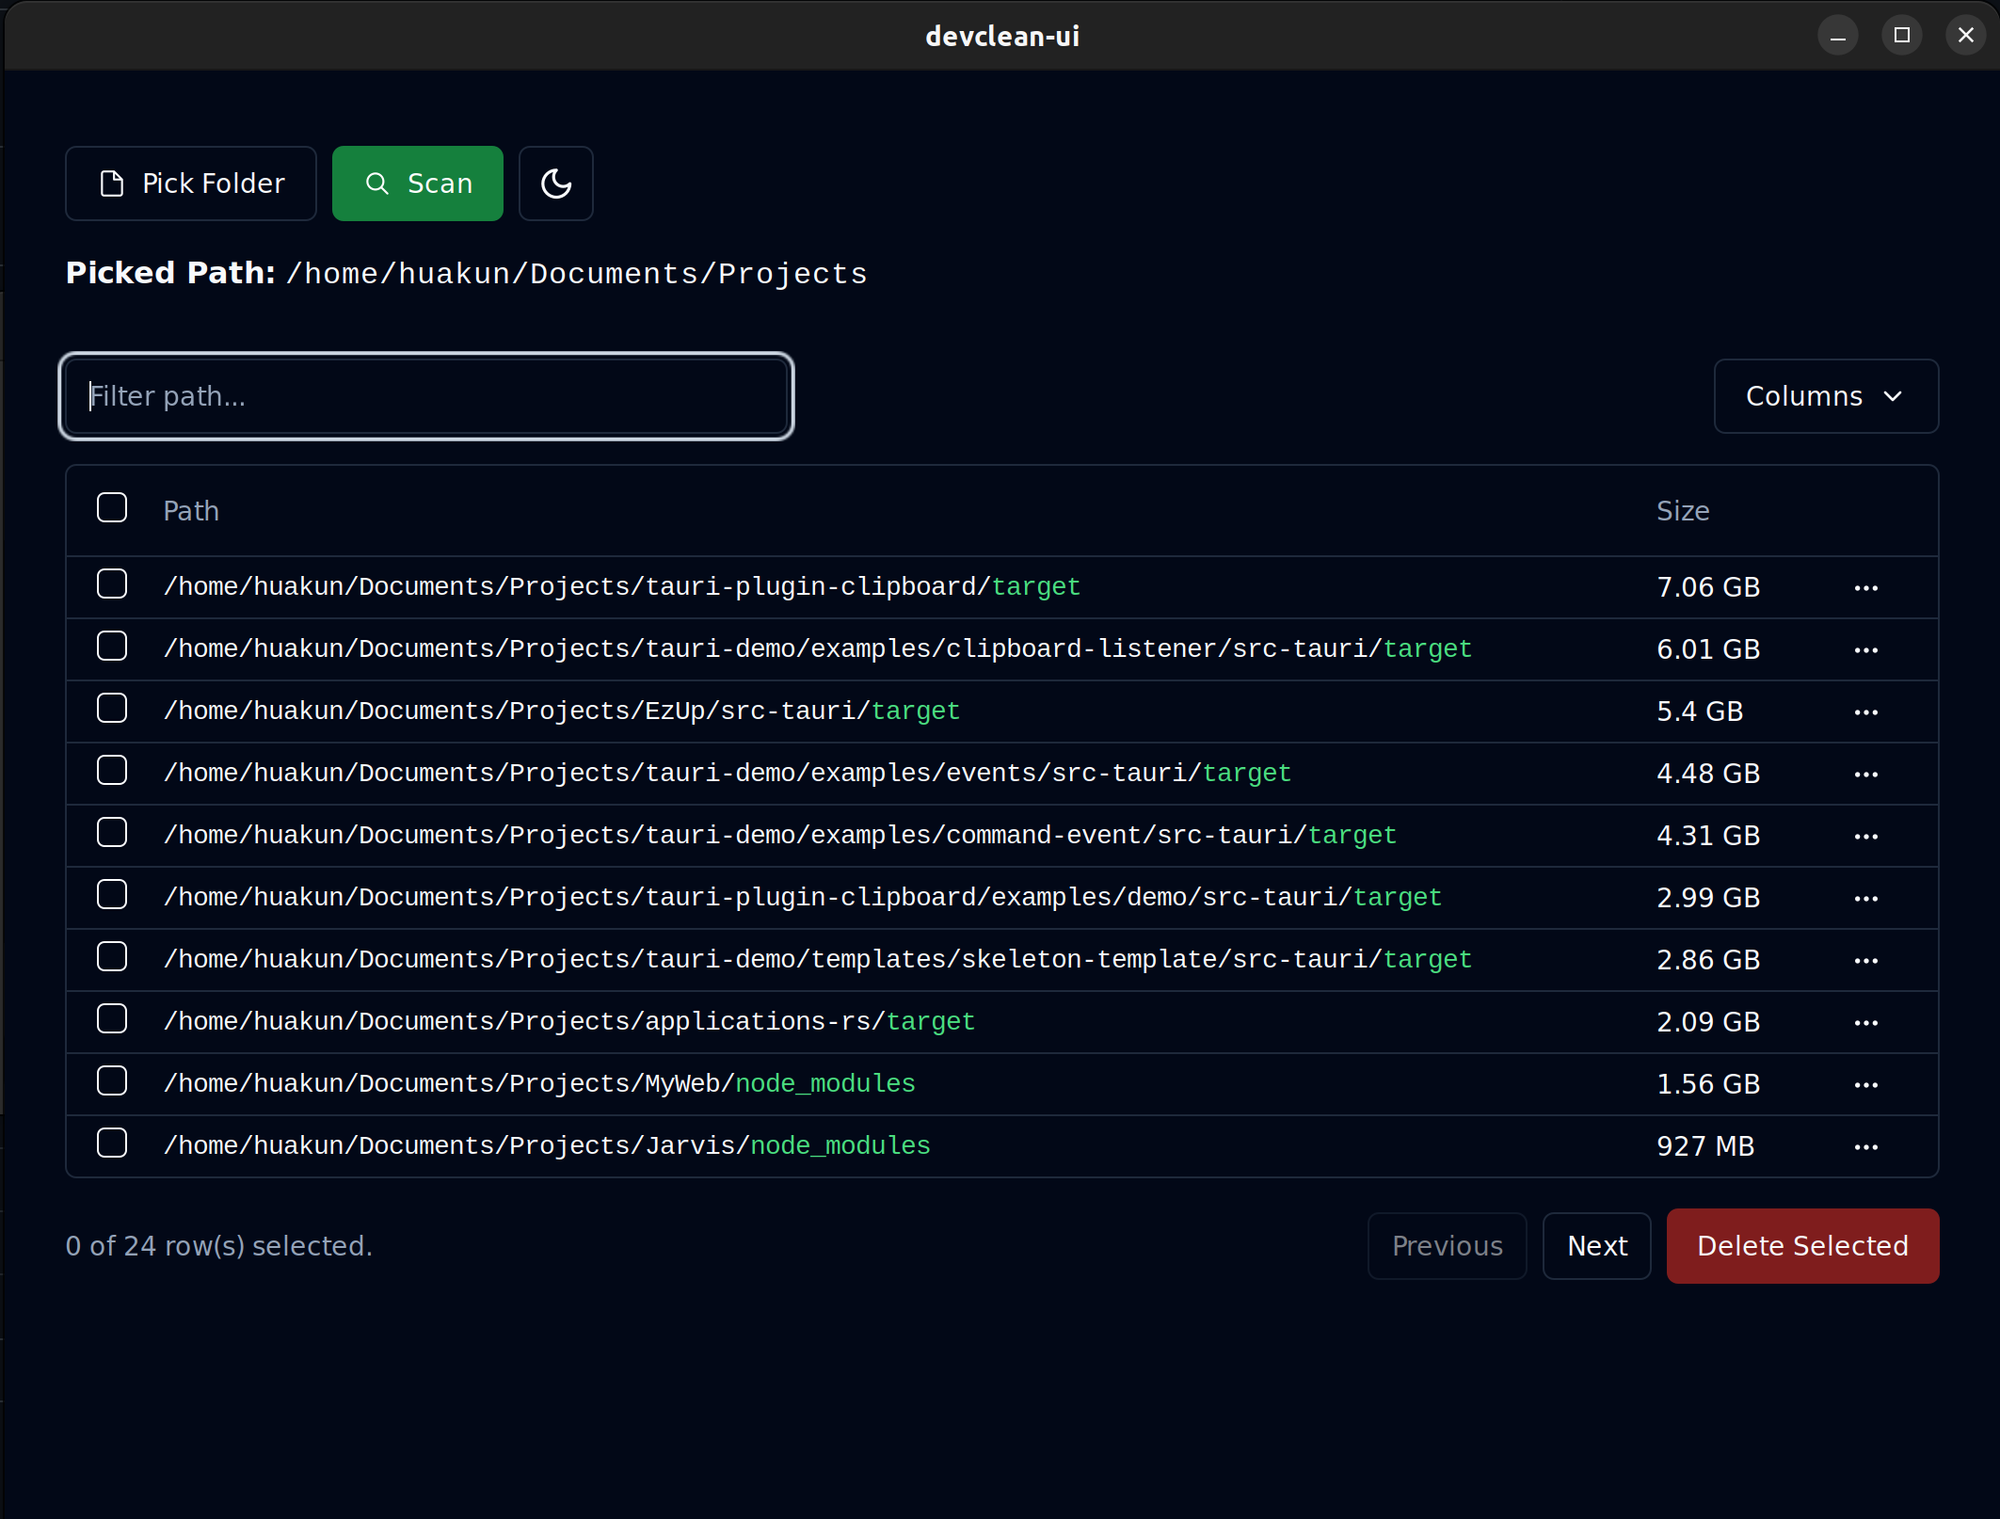 devclean-ui
Pick Folder Scan
Picked Path: /home/huakun/Documents/Projects
Filter path...
Columns
Path Size
/home/huakun/Documents/Projects/tauri-plugin-clipboard/target 7.06 GB
/home/huakun/Documents/Projects/tauri-demo/examples/clipboard-listener/src-tauri/target 6.01 GB
/home/huakun/Documents/Projects/EzUp/src-tauri/target 5.4 GB
/home/huakun/Documents/Projects/tauri-demo/examples/events/src-tauri/target 4.48 GB
/home/huakun/Documents/Projects/tauri-demo/examples/command-event/src-tauri/target 4.31 GB
/home/huakun/Documents/Projects/tauri-plugin-clipboard/examples/demo/src-tauri/target 2.99 GB
/home/huakun/Documents/Projects/tauri-demo/templates/skeleton-template/src-tauri/target 2.86 GB
/home/huakun/Documents/Projects/applications-rs/target 2.09 GB
/home/huakun/Documents/Projects/MyWeb/node_modules 1.56 GB
/home/huakun/Documents/Projects/Jarvis/node_modules 927 MB
0 of 24 row(s) selected. Previous Next Delete Selected